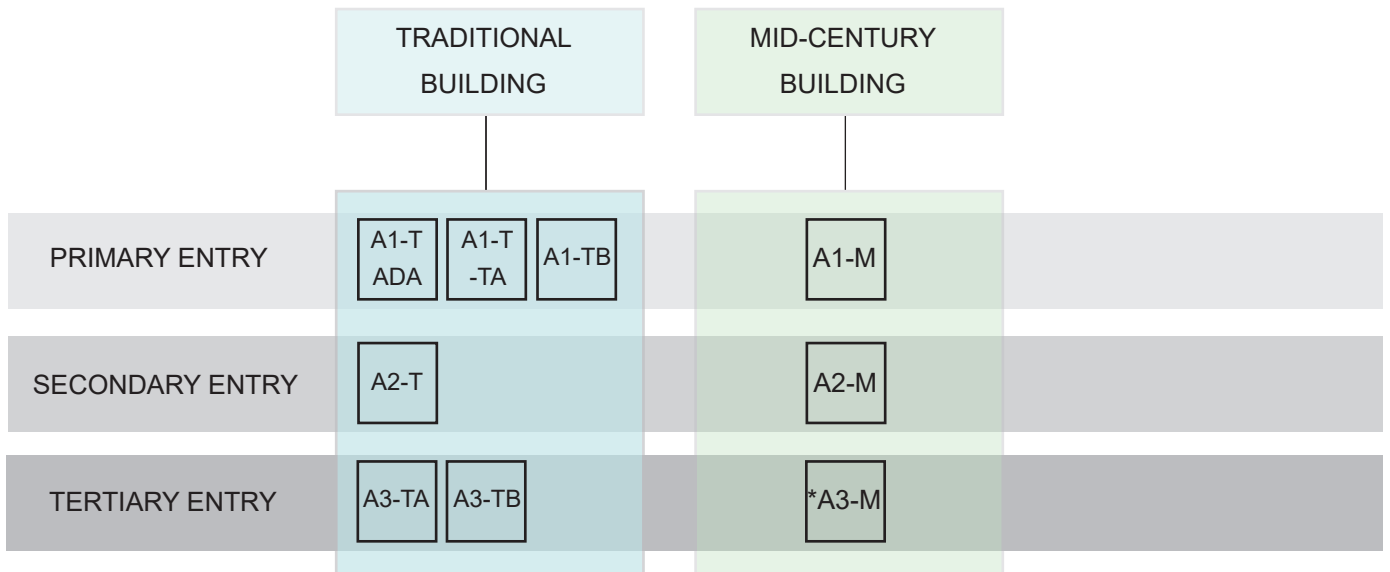 TRADITIONAL
BUILDING
MID-CENTURY
BUILDING
PRIMARY ENTRY
A1-T
ADA
A1-T
-TA
A1-TB
A1-M
SECONDARY ENTRY
A2-T
A2-M
TERTIARY ENTRY
A3-TA
A3-TB
*A3-M